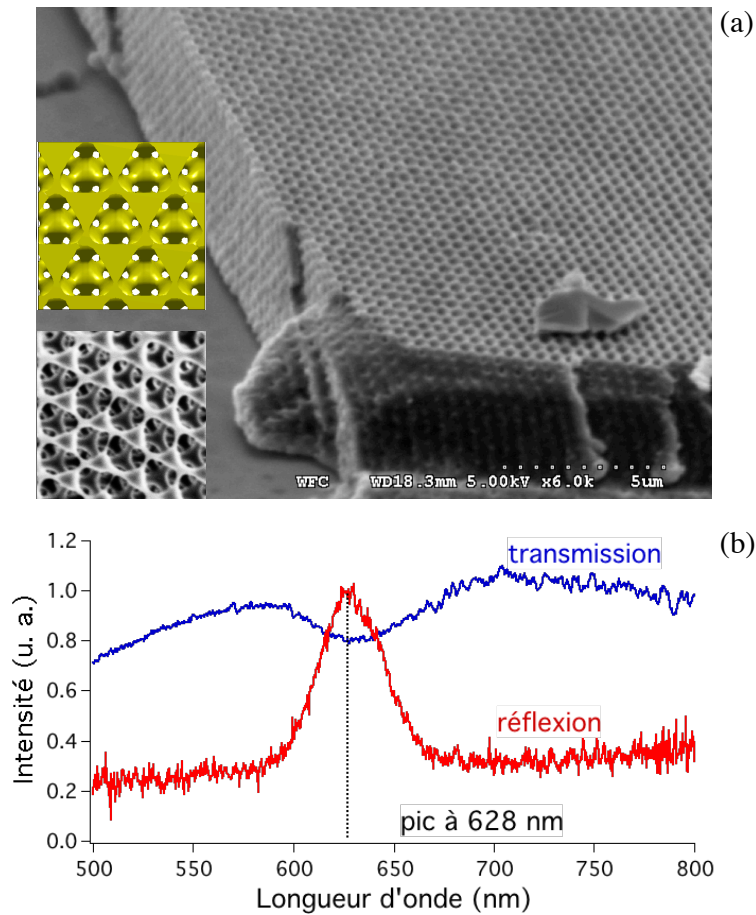 (a)
WFC WD18.3mm 5.00kV x6.0k 5um
(b)
1.2
1.0
0.8
0.6
0.4
0.2
0.0
Intensité (u. a.)
transmission
réflexion
pic à 628 nm
500 550 600 650 700 750 800
Longueur d'onde (nm)